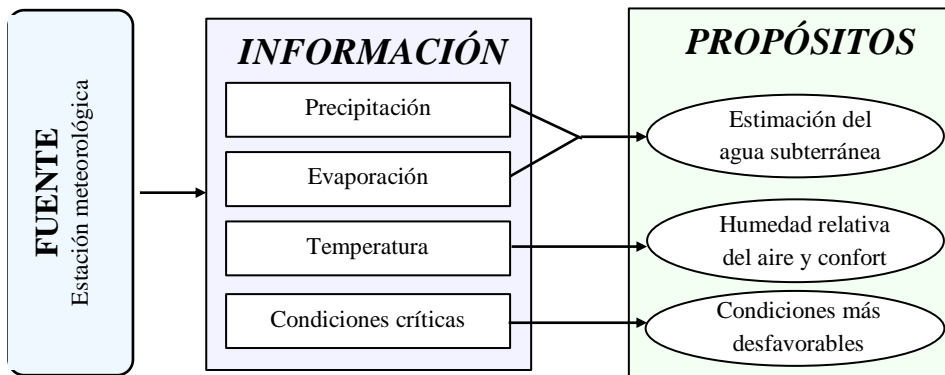 FUENTE
Estación meteorológica
INFORMACIÓN
Precipitación
Evaporación
Temperatura
Condiciones críticas
PROPÓSITOS
Estimación del
agua subterránea
Humedad relativa
del aire y confort
Condiciones más
desfavorables